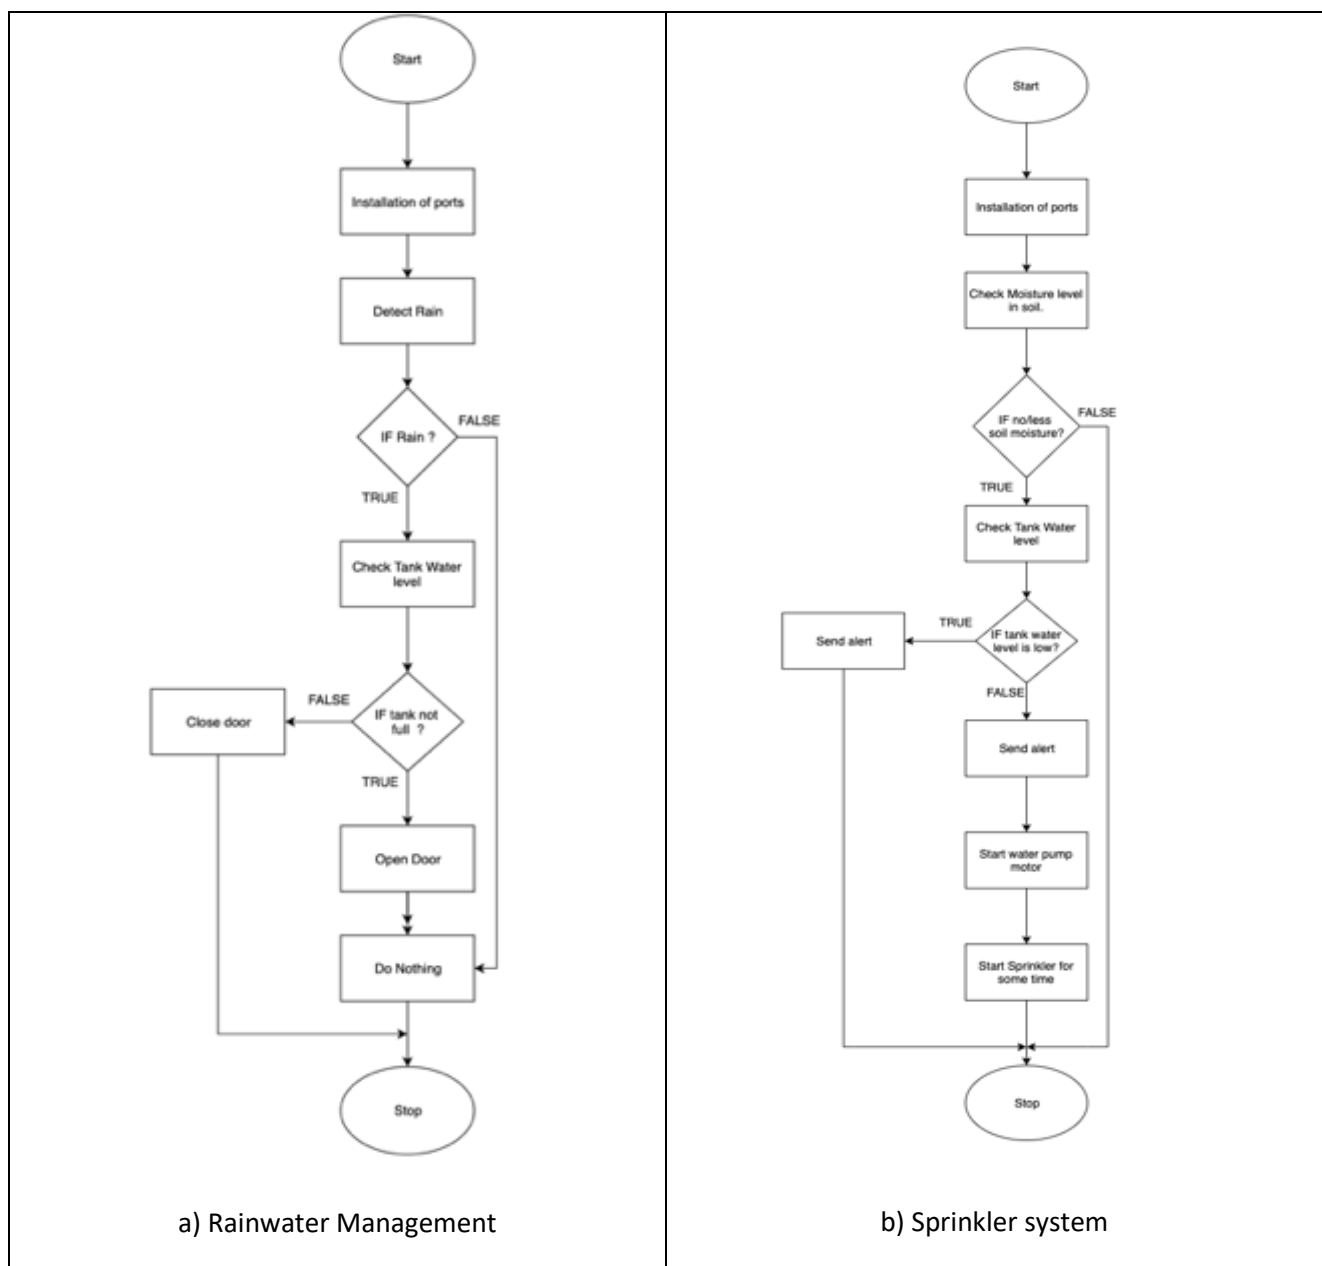 Start
Installation of ports
Detect Rain
IF Rain ?
FALSE
TRUE
Check Tank Water
level
IF tank not
full ?
FALSE
Close door
TRUE
Open Door
Do Nothing
Stop
a) Rainwater Management
Start
Installation of ports
Check Moisture level
in soil.
IF no/less
soil moisture?
FALSE
TRUE
Check Tank Water
level
IF tank water
level is low?
TRUE
Send alert
FALSE
Send alert
Start water pump
motor
Start Sprinkler for
some time
Stop
b) Sprinkler system